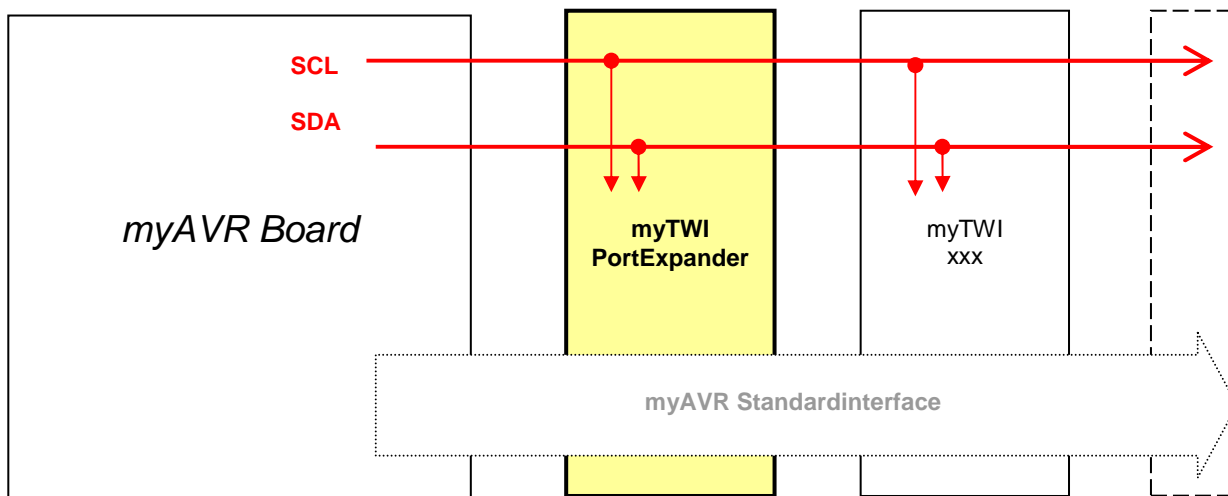 SCL
SDA
myAVR Board
myTWI
PortExpander
myTWI
xxx
myAVR Standardinterface